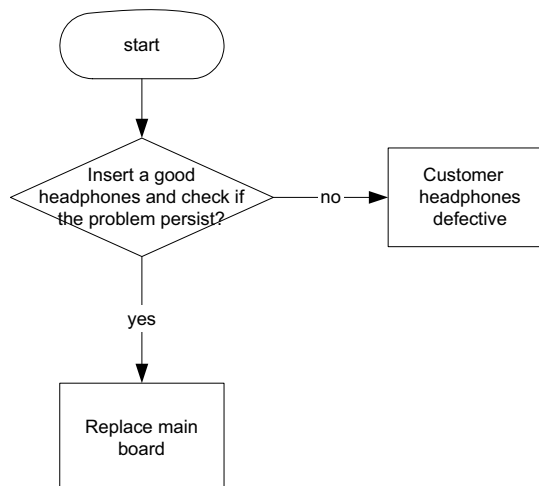 start
Insert a good
headphones and check if
the problem persist?
no
Customer
headphones
defective
yes
Replace main
board